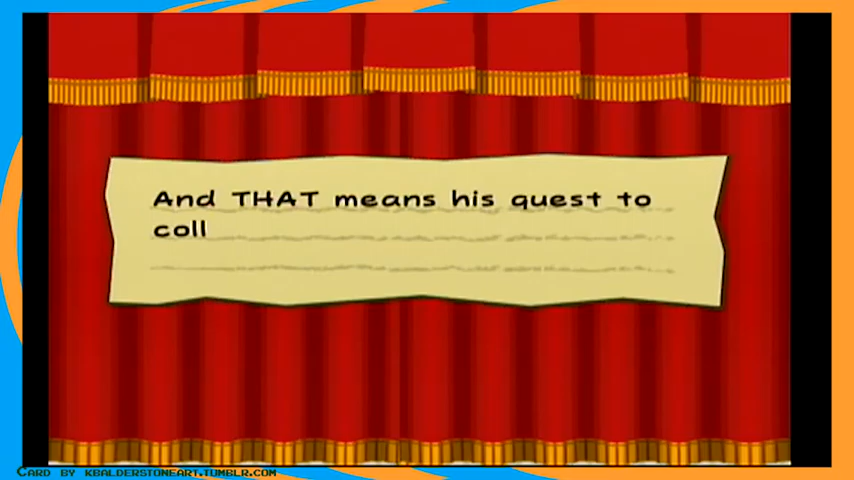 And THAT means his quest to
coll
CARD BY KBALDERSTONEART.TUMBLR.COM